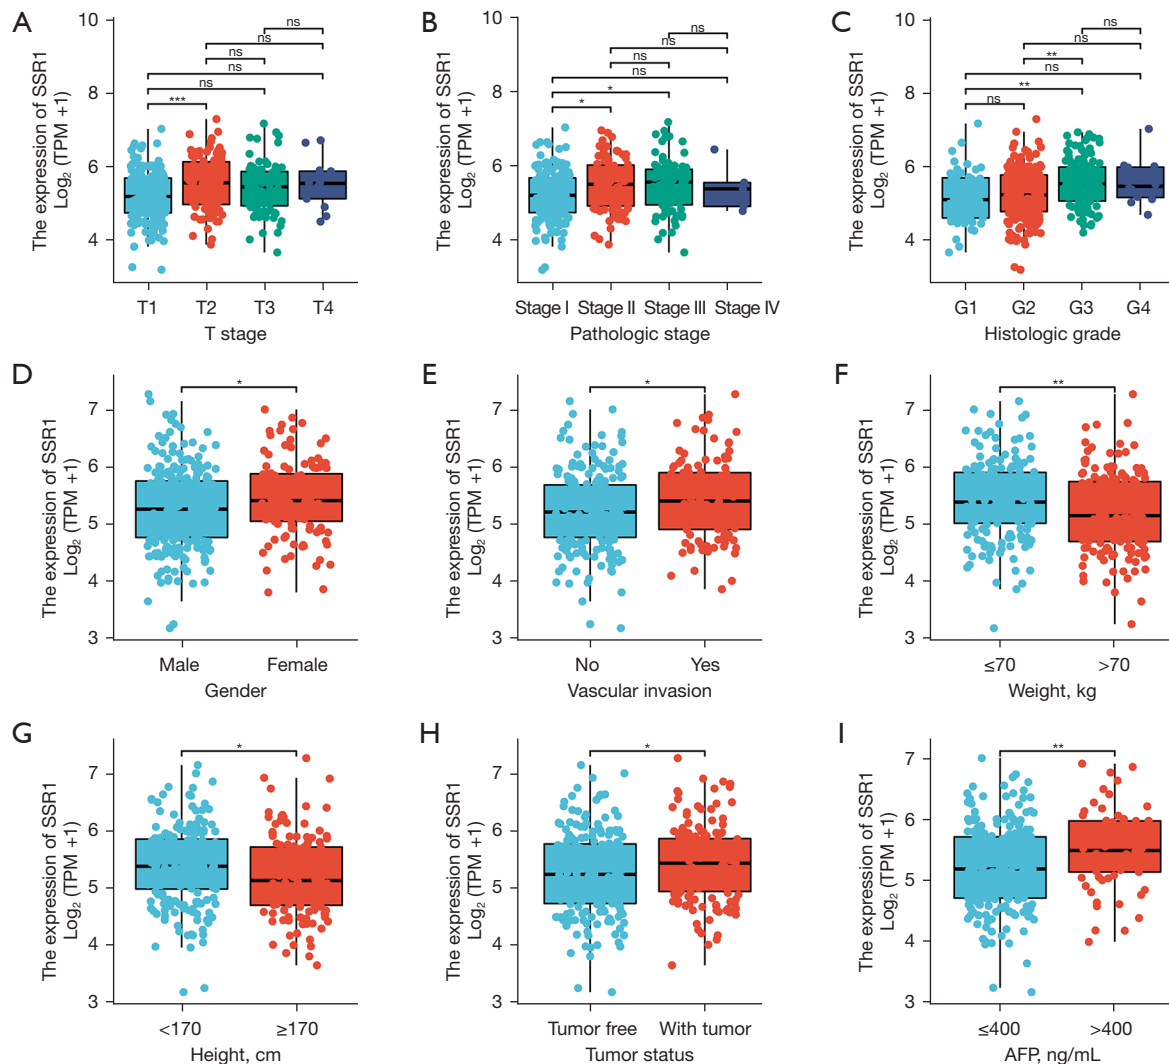 A
The expression of SSR1
Log₂ (TPM +1)
10
8
6
4
ns
ns
ns
ns
ns
***
T1 T2 T3 T4
T stage
B
The expression of SSR1
Log₂ (TPM +1)
10
8
6
4
ns
ns
ns
ns
*
*
Stage I Stage II Stage III Stage IV
Pathologic stage
C
The expression of SSR1
Log₂ (TPM +1)
10
8
6
4
ns
ns
**
ns
**
ns
G1 G2 G3 G4
Histologic grade
D
The expression of SSR1
Log₂ (TPM +1)
7
6
5
4
3
*
Male Female
Gender
E
The expression of SSR1
Log₂ (TPM +1)
7
6
5
4
3
*
No Yes
Vascular invasion
F
The expression of SSR1
Log₂ (TPM +1)
7
6
5
4
3
**
≤70 >70
Weight, kg
G
The expression of SSR1
Log₂ (TPM +1)
7
6
5
4
3
*
<170 ≥170
Height, cm
H
The expression of SSR1
Log₂ (TPM +1)
7
6
5
4
3
*
Tumor free With tumor
Tumor status
I
The expression of SSR1
Log₂ (TPM +1)
7
6
5
4
3
**
≤400 >400
AFP, ng/mL